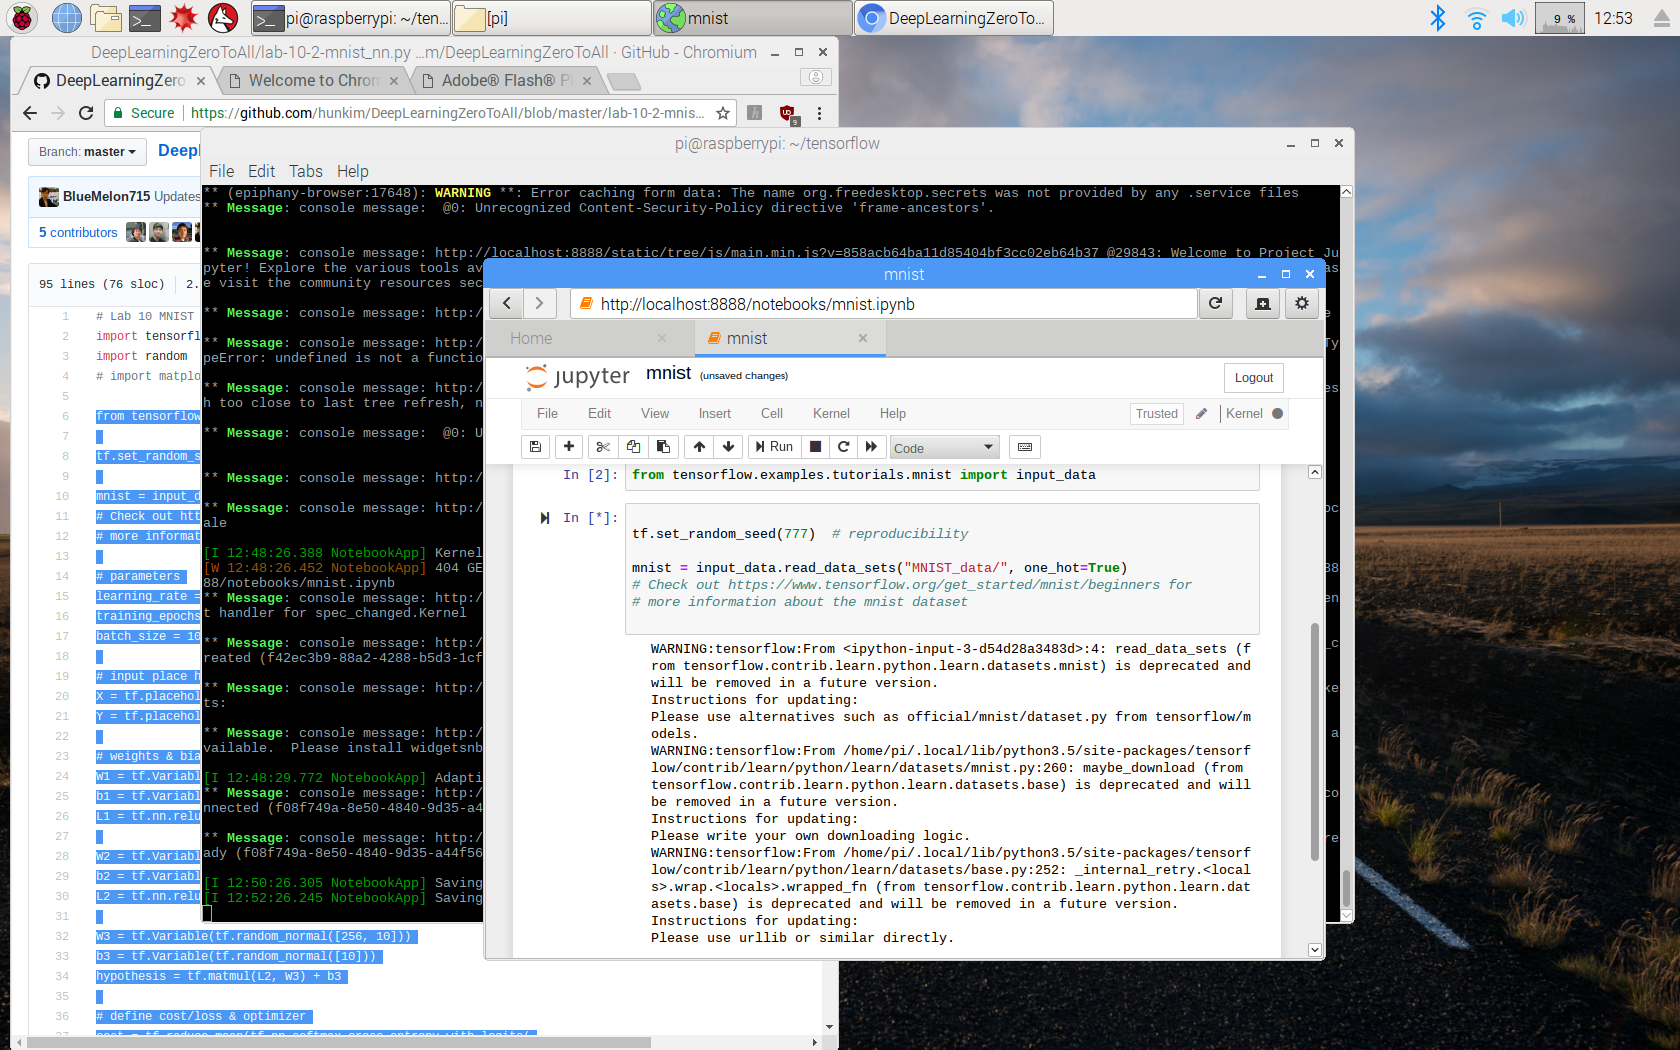 pi@raspberrypi: ~/ten...
[pi]
mnist
DeepLearningZeroTo...
9 %
12:53
DeepLearningZeroToAll/lab-10-2-mnist_nn.py ...m/DeepLearningZeroToAll · GitHub - Chromium
DeepLearningZero
Welcome to Chrom
Adobe® Flash® P
Secure
https://github.com/hunkim/DeepLearningZeroToAll/blob/master/lab-10-2-mnis...
Branch: master
Deepl
BlueMelon715 Updates
5 contributors
95 lines (76 sloc)
2.
1 # Lab 10 MNIST
2 import tensorfl
3 import random
4 # import matplo
5
6 from tensorflow
7
8 tf.set_random_s
9
10 mnist = input_d
11 # Check out htt
12 # more informat
13
14 # parameters
15 learning_rate =
16 training_epochs
17 batch_size = 10
18
19 # input place h
20 X = tf.placehol
21 Y = tf.placehol
22
23 # weights & bia
24 W1 = tf.Variabl
25 b1 = tf.Variabl
26 L1 = tf.nn.relu
27
28 W2 = tf.Variabl
29 b2 = tf.Variabl
30 L2 = tf.nn.relu
31
32 W3 = tf.Variable(tf.random_normal([256, 10]))
33 b3 = tf.Variable(tf.random_normal([10]))
34 hypothesis = tf.matmul(L2, W3) + b3
35
36 # define cost/loss & optimizer
pi@raspberrypi: ~/tensorflow
File Edit Tabs Help
** (epiphany-browser:17648): WARNING **: Error caching form data: The name org.freedesktop.secrets was not provided by any .service files
** Message: console message: @0: Unrecognized Content-Security-Policy directive 'frame-ancestors'.
** Message: console message: http://localhost:8888/static/tree/js/main.min.js?v=858acb64ba11d85404bf3cc02eb64b37 @29843: Welcome to Project Ju
pyter! Explore the various tools av
as
e visit the community resources sec
** Message: console message: http:/
e
** Message: console message: http:/
Ty
peError: undefined is not a functio
** Message: console message: http:/
es
h too close to last tree refresh, n
** Message: console message: @0: U
** Message: console message: http:/
** Message: console message: http:/
oc
ale
[I 12:48:26.388 NotebookApp] Kernel
[W 12:48:26.452 NotebookApp] 404 GE
38
88/notebooks/mnist.ipynb
** Message: console message: http:/
en
t handler for spec_changed.Kernel
** Message: console message: http:/
_c
reated (f42ec3b9-88a2-4288-b5d3-1cf
** Message: console message: http:/
ke
ts:
** Message: console message: http:/
a
vailable.  Please install widgetsnb
[I 12:48:29.772 NotebookApp] Adapti
** Message: console message: http:/
co
nnected (f08f749a-8e50-4840-9d35-a4
** Message: console message: http:/
re
ady (f08f749a-8e50-4840-9d35-a44f56
[I 12:50:26.305 NotebookApp] Saving
[I 12:52:26.245 NotebookApp] Saving
mnist
http://localhost:8888/notebooks/mnist.ipynb
Home
mnist
jupyter mnist (unsaved changes)
Logout
File Edit View Insert Cell Kernel Help
Trusted
Kernel
Run
Code
In [2]: from tensorflow.examples.tutorials.mnist import input_data
In [*]:
tf.set_random_seed(777)  # reproducibility
mnist = input_data.read_data_sets("MNIST_data/", one_hot=True)
# Check out https://www.tensorflow.org/get_started/mnist/beginners for
# more information about the mnist dataset
WARNING:tensorflow:From <ipython-input-3-d54d28a3483d>:4: read_data_sets (f
rom tensorflow.contrib.learn.python.learn.datasets.mnist) is deprecated and
will be removed in a future version.
Instructions for updating:
Please use alternatives such as official/mnist/dataset.py from tensorflow/m
odels.
WARNING:tensorflow:From /home/pi/.local/lib/python3.5/site-packages/tensorf
low/contrib/learn/python/learn/datasets/mnist.py:260: maybe_download (from
tensorflow.contrib.learn.python.learn.datasets.base) is deprecated and will
be removed in a future version.
Instructions for updating:
Please write your own downloading logic.
WARNING:tensorflow:From /home/pi/.local/lib/python3.5/site-packages/tensorf
low/contrib/learn/python/learn/datasets/base.py:252: _internal_retry.<local
s>.wrap.<locals>.wrapped_fn (from tensorflow.contrib.learn.python.learn.dat
asets.base) is deprecated and will be removed in a future version.
Instructions for updating:
Please use urllib or similar directly.